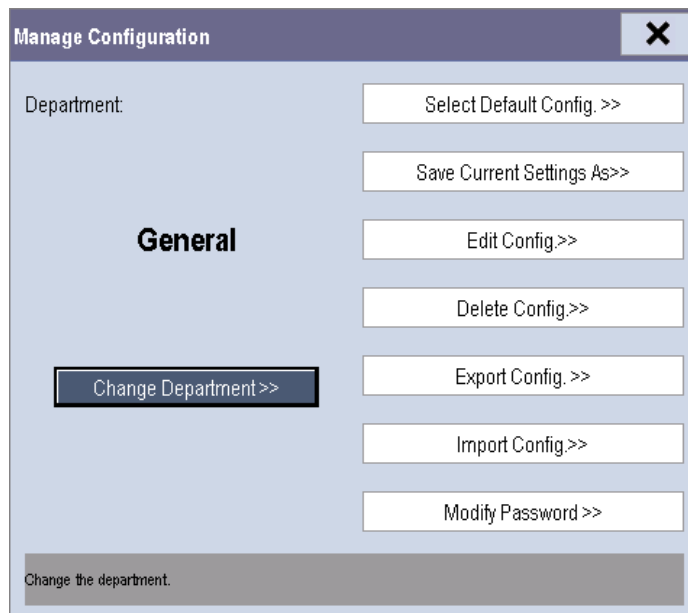 Manage Configuration
Department:
General
Change Department >>
Select Default Config. >>
Save Current Settings As>>
Edit Config.>>
Delete Config.>>
Export Config. >>
Import Config.>>
Modify Password >>
Change the department.